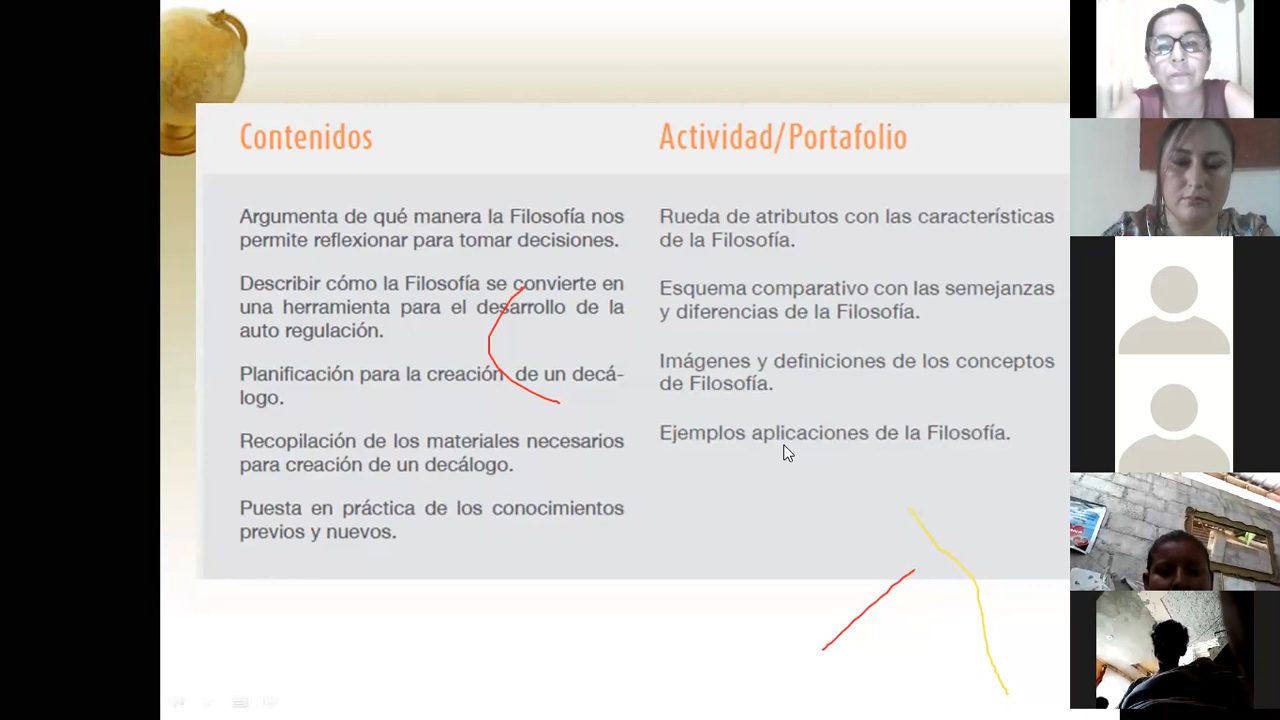 Contenidos
Argumenta de qué manera la Filosofía nos
permite reflexionar para tomar decisiones.
Describir cómo la Filosofía se convierte en
una herramienta para el desarrollo de la
auto regulación.
Planificación para la creación de un decá-
logo.
Recopilación de los materiales necesarios
para creación de un decálogo.
Puesta en práctica de los conocimientos
previos y nuevos.
Actividad/Portafolio
Rueda de atributos con las características
de la Filosofía.
Esquema comparativo con las semejanzas
y diferencias de la Filosofía.
Imágenes y definiciones de los conceptos
de Filosofía.
Ejemplos aplicaciones de la Filosofía.